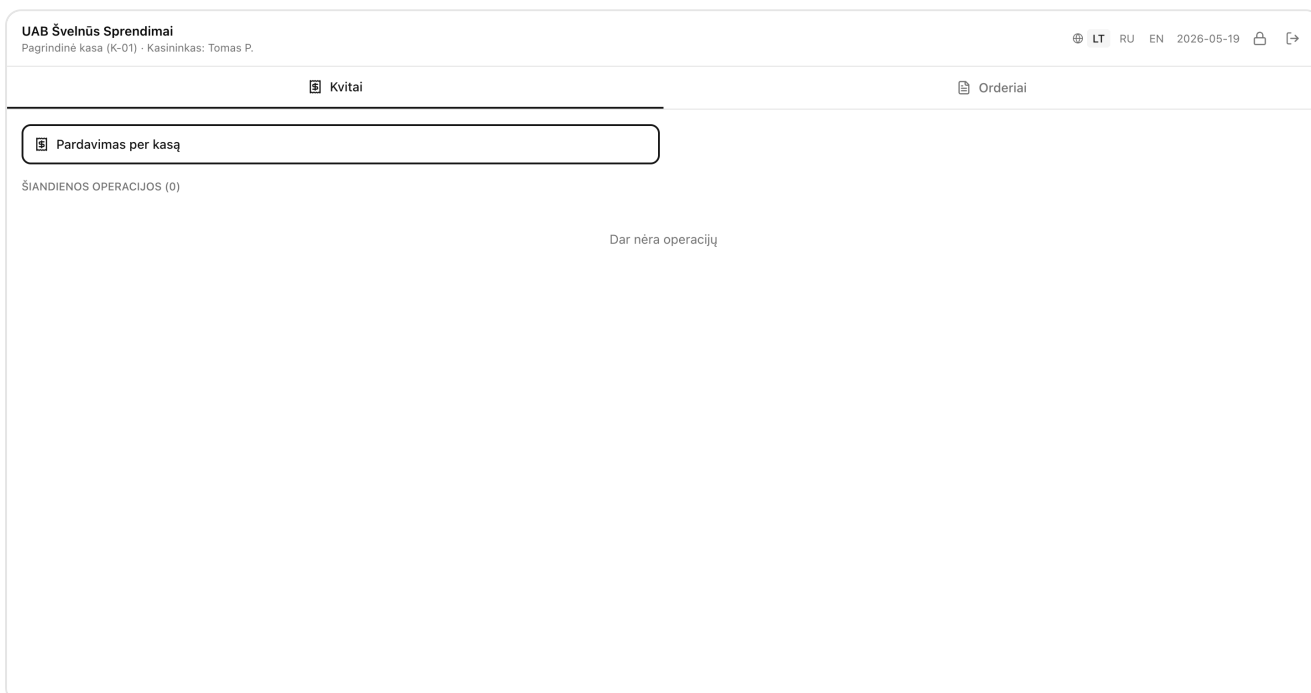 UAB Švelnūs Sprendimai
Pagrindinė kasa (K-01) · Kasininkas: Tomas P.
LT RU EN 2026-05-19
Kvitai
Orderiai
Pardavimas per kasą
ŠIANDIENOS OPERACIJOS (0)
Dar nėra operacijų